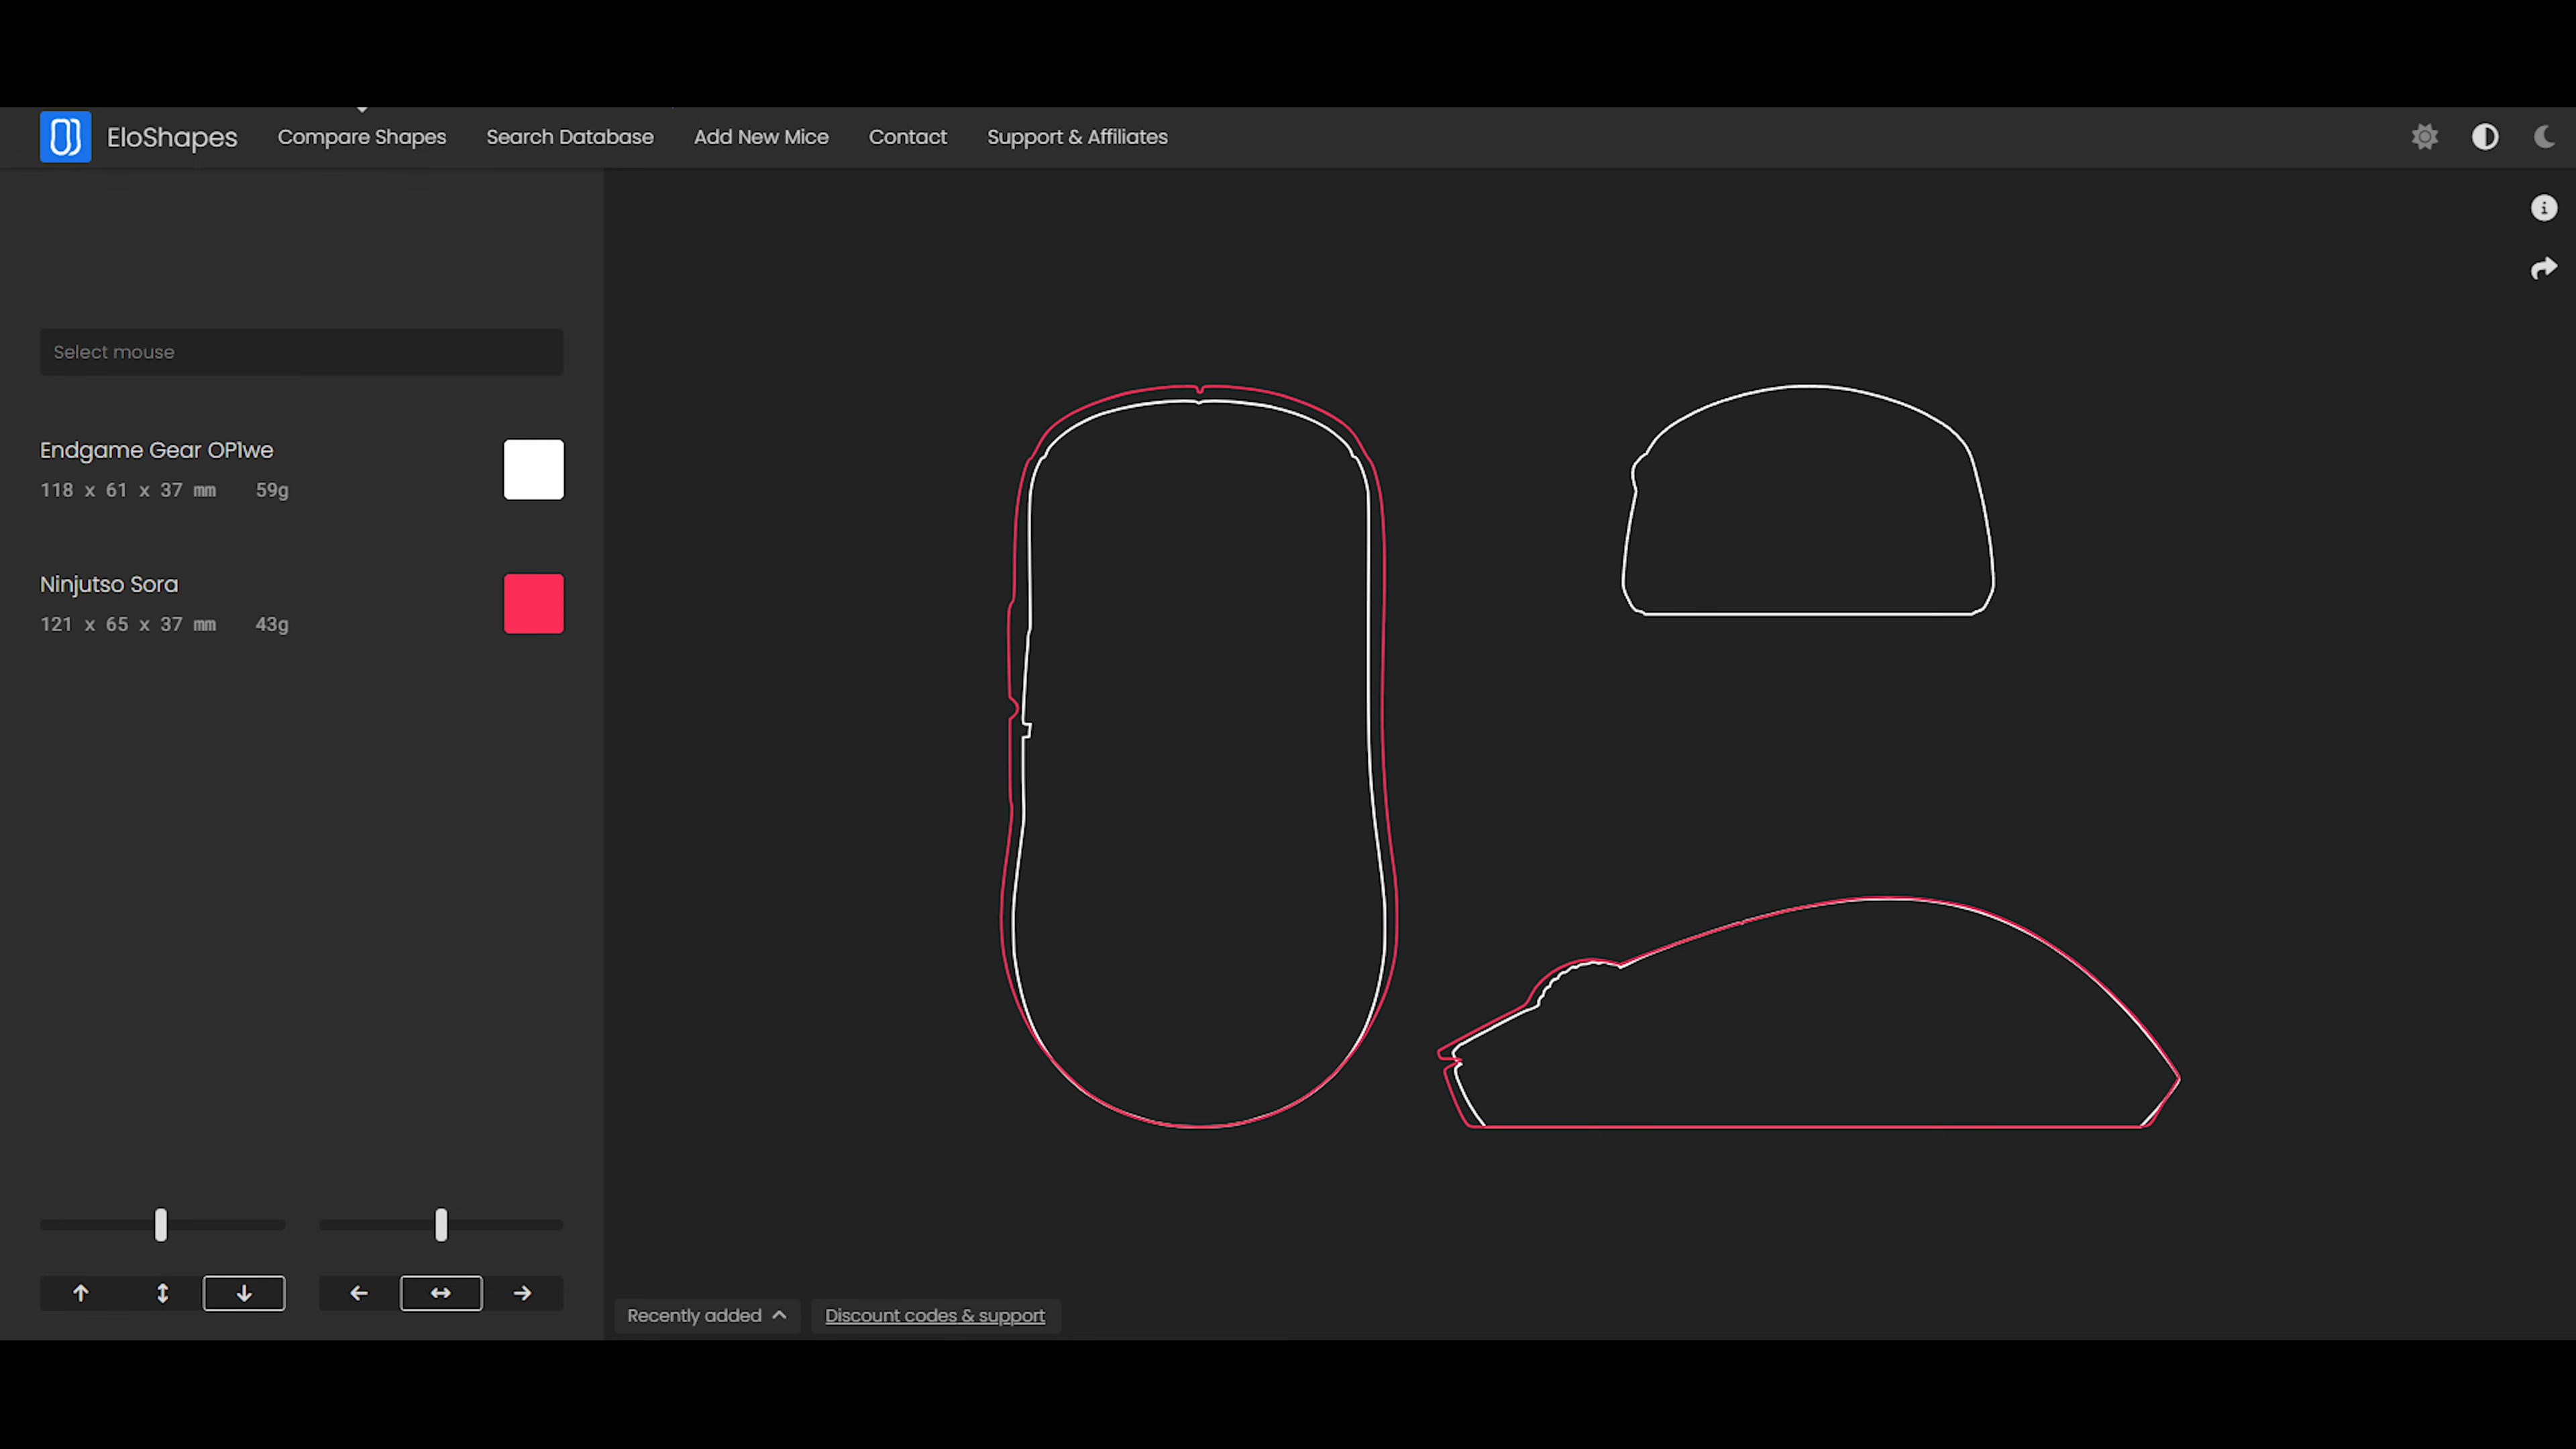 EloShapes
Compare Shapes
Search Database
Add New Mice
Contact
Support & Affiliates
Select mouse
Endgame Gear OP1we
118 x 61 x 37 mm 59g
Ninjutso Sora
121 x 65 x 37 mm 43g
Recently added
Discount codes & support